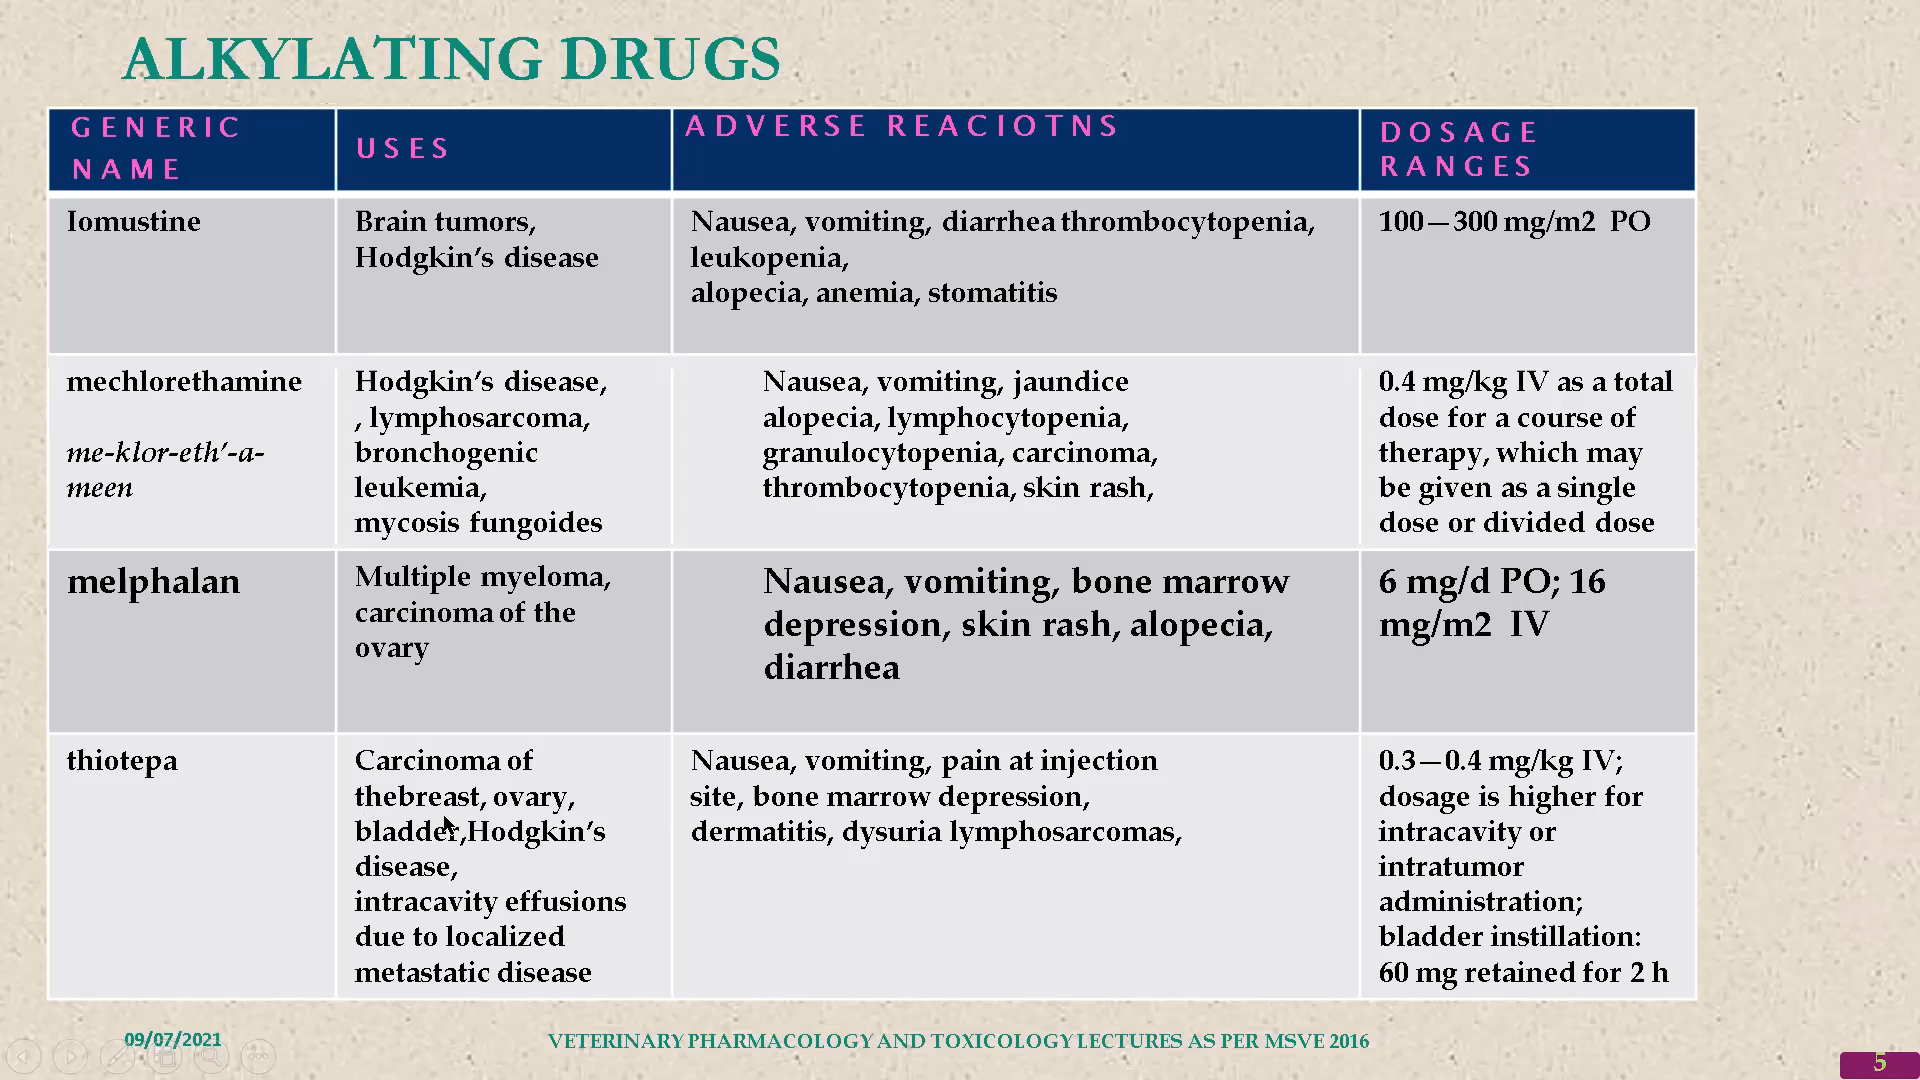 ALKYLATING DRUGS
GENERIC
NAME
USES
ADVERSE REACIOTNS
DOSAGE
RANGES
Iomustine
Brain tumors,
Hodgkin's disease
Nausea, vomiting, diarrhea thrombocytopenia,
leukopenia,
alopecia, anemia, stomatitis
100—300 mg/m2 PO
mechlorethamine
me-klor-eth'-a-
meen
Hodgkin's disease,
, lymphosarcoma,
bronchogenic
leukemia,
mycosis fungoides
Nausea, vomiting, jaundice
alopecia, lymphocytopenia,
granulocytopenia, carcinoma,
thrombocytopenia, skin rash,
0.4 mg/kg IV as a total
dose for a course of
therapy, which may
be given as a single
dose or divided dose
melphalan
Multiple myeloma,
carcinoma of the
ovary
Nausea, vomiting, bone marrow
depression, skin rash, alopecia,
diarrhea
6 mg/d PO; 16
mg/m2 IV
thiotepa
Carcinoma of
thebreast, ovary,
bladder,Hodgkin's
disease,
intracavity effusions
due to localized
metastatic disease
Nausea, vomiting, pain at injection
site, bone marrow depression,
dermatitis, dysuria lymphosarcomas,
0.3—0.4 mg/kg IV;
dosage is higher for
intracavity or
intratumor
administration;
bladder instillation:
60 mg retained for 2 h
09/07/2021
VETERINARY PHARMACOLOGY AND TOXICOLOGY LECTURES AS PER MSVE 2016
5